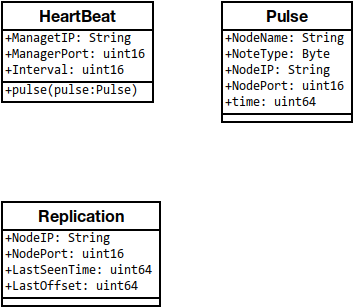 HeartBeat
+ManagetIP: String
+ManagerPort: uint16
+Interval: uint16
+pulse(pulse:Pulse)
Pulse
+NodeName: String
+NoteType: Byte
+NodeIP: String
+NodePort: uint16
+time: uint64
Replication
+NodeIP: String
+NodePort: uint16
+LastSeenTime: uint64
+LastOffset: uint64